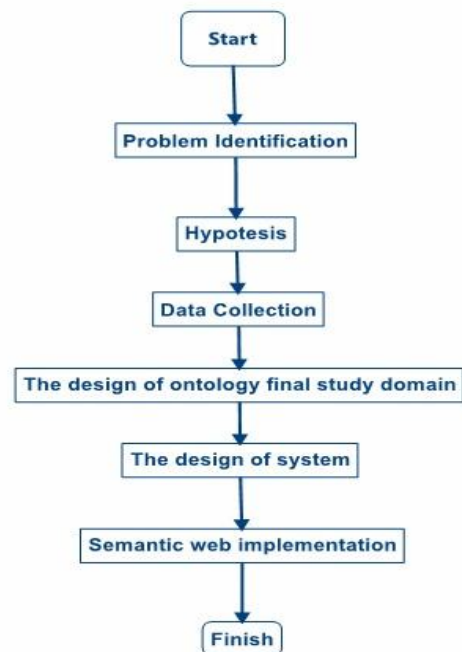 Start
Problem Identification
Hypotesis
Data Collection
The design of ontology final study domain
The design of system
Semantic web implementation
Finish